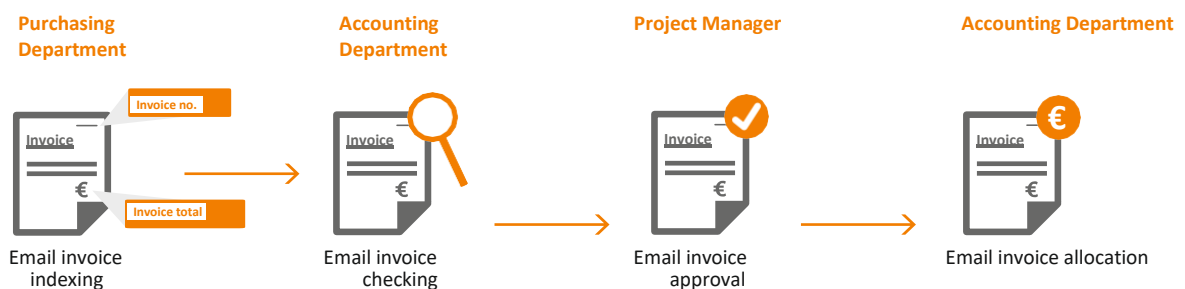 Purchasing
Department
Invoice no.
Invoice
€
Invoice total
Email invoice
indexing
Accounting
Department
Invoice
€
Email invoice
checking
Project Manager
Invoice
€
Email invoice
approval
Accounting Department
€
Invoice
€
Email invoice allocation